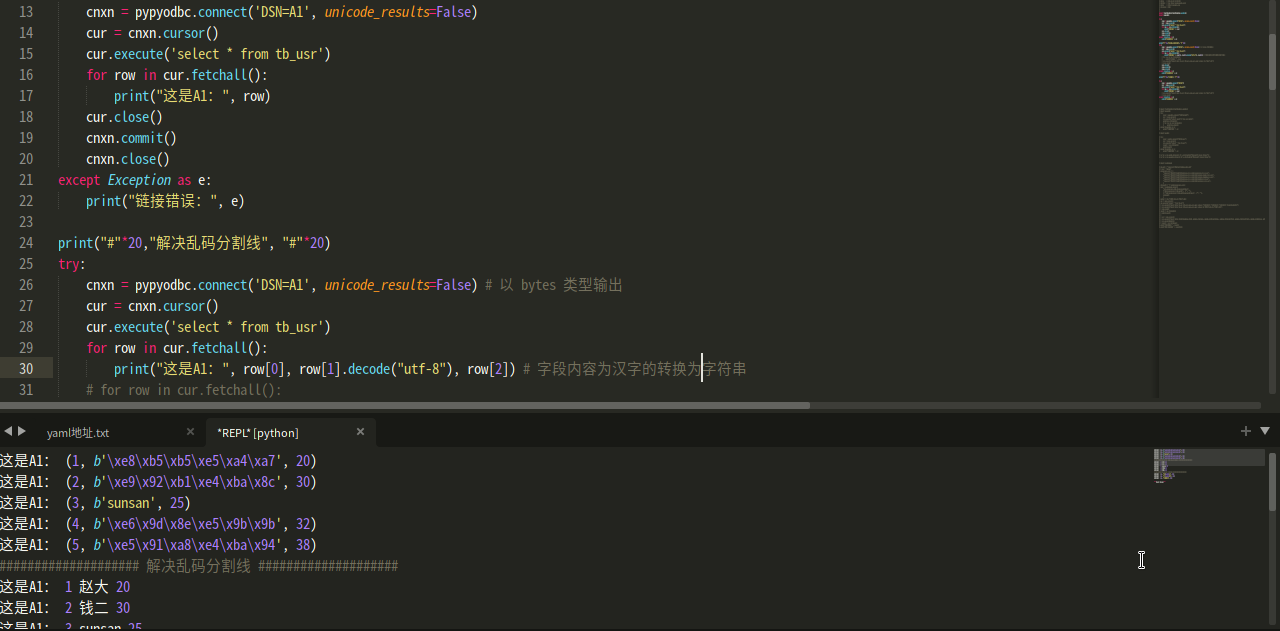 13 cnxn = pypyodbc.connect('DSN=A1', unicode_results=False)
14 cur = cnxn.cursor()
15 cur.execute('select * from tb_usr')
16 for row in cur.fetchall():
17 print("这是A1: ", row)
18 cur.close()
19 cnxn.commit()
20 cnxn.close()
21 except Exception as e:
22 print("链接错误: ", e)
23
24 print("#"*20,"解决乱码分割线", "#"*20)
25 try:
26 cnxn = pypyodbc.connect('DSN=A1', unicode_results=False) # 以 bytes 类型输出
27 cur = cnxn.cursor()
28 cur.execute('select * from tb_usr')
29 for row in cur.fetchall():
30 print("这是A1: ", row[0], row[1].decode("utf-8"), row[2]) # 字段内容为汉字的转换为字符串
31 # for row in cur.fetchall():
yaml地址.txt × *REPL* [python] ×
这是A1: (1, b'\xe8\xb5\xb5\xe5\xa4\xa7', 20)
这是A1: (2, b'\xe9\x92\xb1\xe4\xba\x8c', 30)
这是A1: (3, b'sunsan', 25)
这是A1: (4, b'\xe6\x9d\x8e\xe5\x9b\x9b', 32)
这是A1: (5, b'\xe5\x91\xa8\xe4\xba\x94', 38)
#################### 解决乱码分割线 ####################
这是A1: 1 赵大 20
这是A1: 2 钱二 30
这是A1: 3 sunsan 25